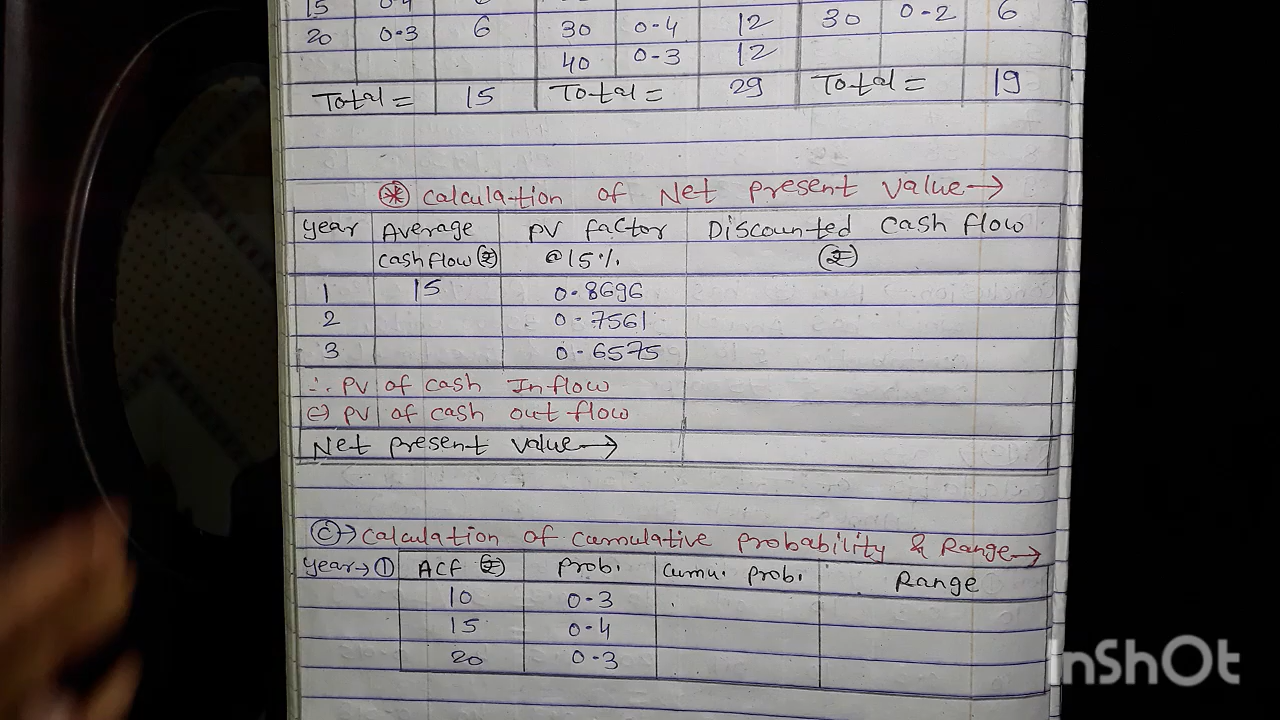 15
20 0-3 6 30 0-4 12 30 0-2 6
40 0-3 12
Total = 15 Total = 29 Total = 19
Calculation of Net present value→
year Average PV factor Discounted cash flow
cash flow (₹) @15% (₹)
1 15 0-8696
2 0-7561
3 0-6575
∴ PV of cash Inflow
(-) PV of cash out flow
Net present value→
(C)→ calculation of cumulative probability & Range→
year→① ACF (₹) Prob. Cumu. prob. Range
10 0-3
15 0-4
20 0-3
InShOt